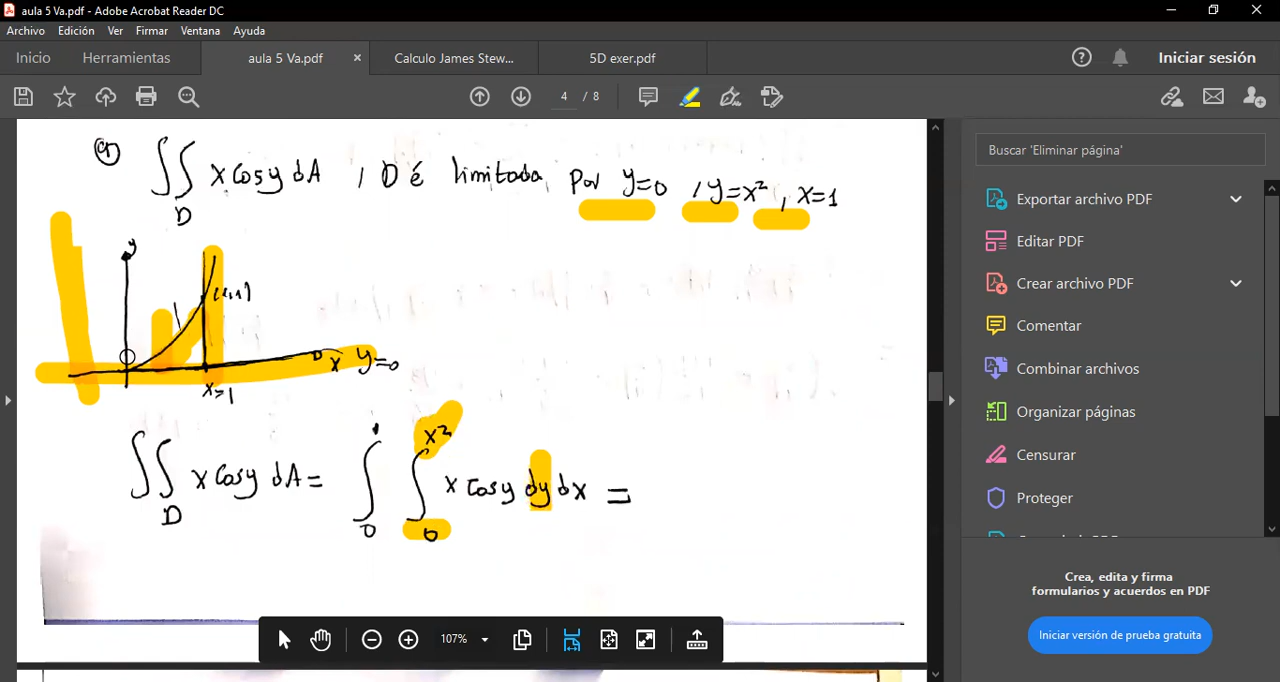 aula 5 Va.pdf - Adobe Acrobat Reader DC
Archivo Edición Ver Firmar Ventana Ayuda
Inicio Herramientas aula 5 Va.pdf × Calculo James Stew... 5D exer.pdf Iniciar sesión
4 / 8
∬ x cos y dA , D é limitada por y=0 , y=x², x=1
D
y
(1,1)
x y=0
x=1
1 x²
∬ x cos y dA = ∫ ∫ x cos y dy dx =
D 0 0
107%
Buscar 'Eliminar página'
Exportar archivo PDF
Editar PDF
Crear archivo PDF
Comentar
Combinar archivos
Organizar páginas
Censurar
Proteger
Crea, edita y firma
formularios y acuerdos en PDF
Iniciar versión de prueba gratuita